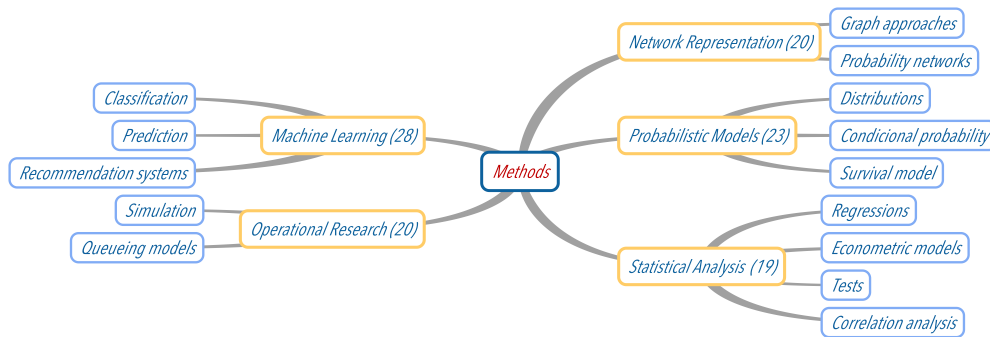 Methods
Network Representation (20)
Graph approaches
Probability networks
Probabilistic Models (23)
Distributions
Condicional probability
Survival model
Statistical Analysis (19)
Regressions
Econometric models
Tests
Correlation analysis
Machine Learning (28)
Classification
Prediction
Recommendation systems
Operational Research (20)
Simulation
Queueing models